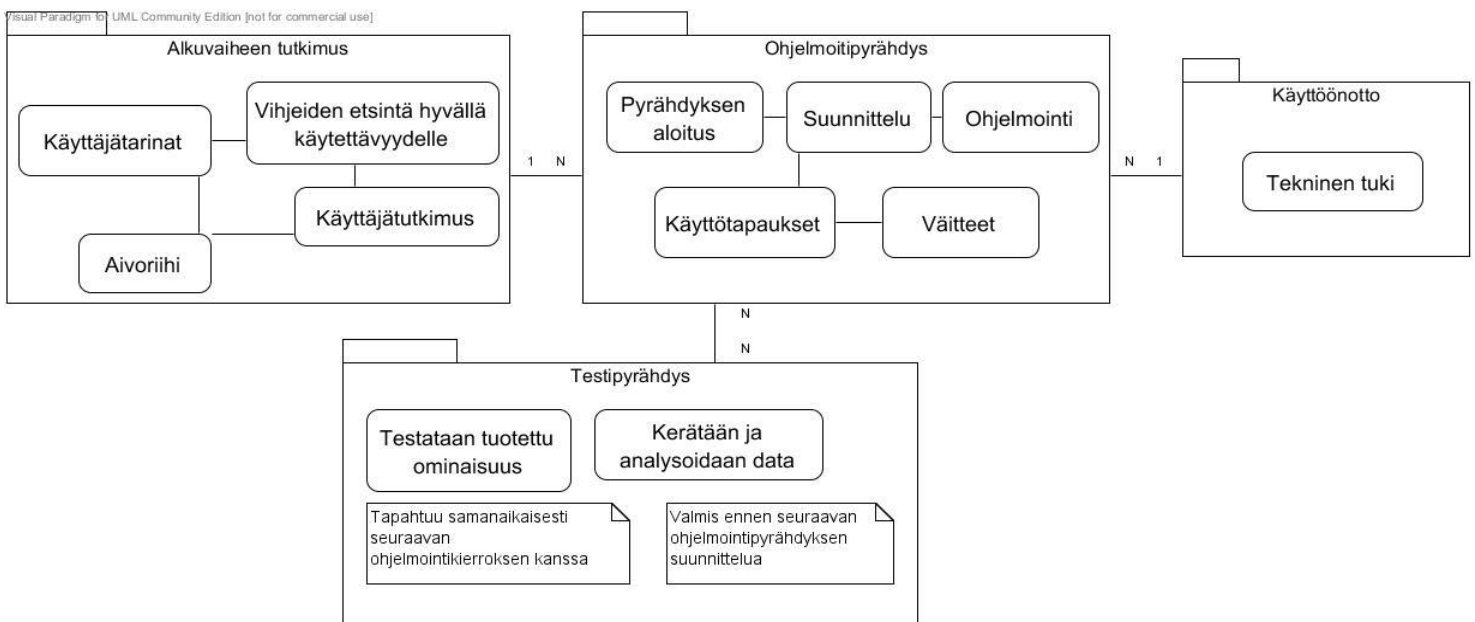 Visual Paradigm for UML Community Edition [not for commercial use]
Alkuvaiheen tutkimus
Käyttäjätarinat
Vihjeiden etsintä hyvällä
käytettävyydelle
Käyttäjätutkimus
Aivoriihi
1 N
Ohjelmoitipyrähdys
Pyrähdyksen
aloitus
Suunnittelu
Ohjelmointi
Käyttötapaukset
Väitteet
N 1
Käyttöönotto
Tekninen tuki
N
N
Testipyrähdys
Testataan tuotettu
ominaisuus
Kerätään ja
analysoidaan data
Tapahtuu samanaikaisesti
seuraavan
ohjelmointikierroksen kanssa
Valmis ennen seuraavan
ohjelmointipyrähdyksen
suunnittelua